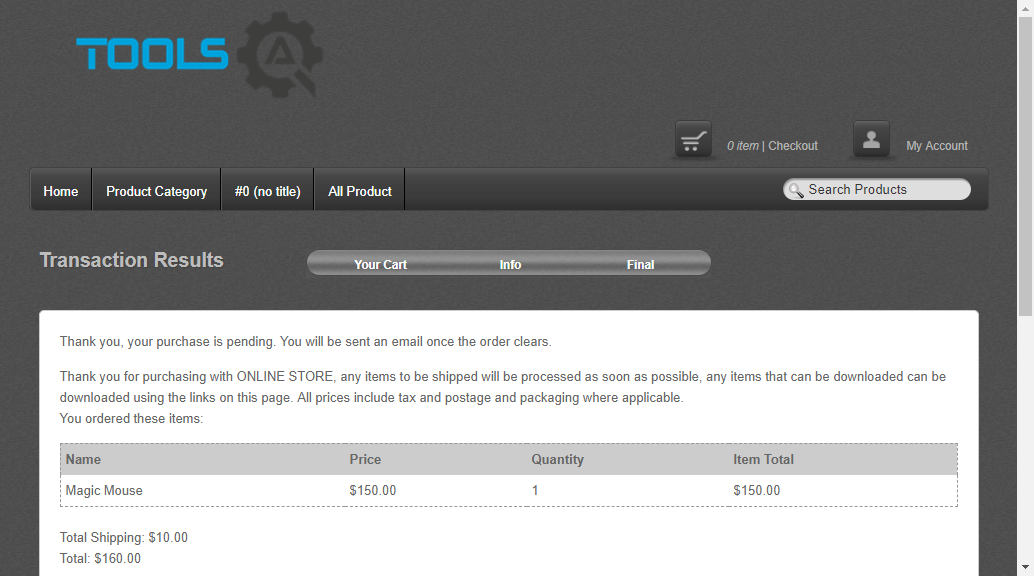 TOOLS
0 item | Checkout
My Account
Home
Product Category
#0 (no title)
All Product
Search Products
Transaction Results
Your Cart
Info
Final
Thank you, your purchase is pending. You will be sent an email once the order clears.
Thank you for purchasing with ONLINE STORE, any items to be shipped will be processed as soon as possible, any items that can be downloaded can be
downloaded using the links on this page. All prices include tax and postage and packaging where applicable.
You ordered these items:
Name Price Quantity Item Total
Magic Mouse $150.00 1 $150.00
Total Shipping: $10.00
Total: $160.00